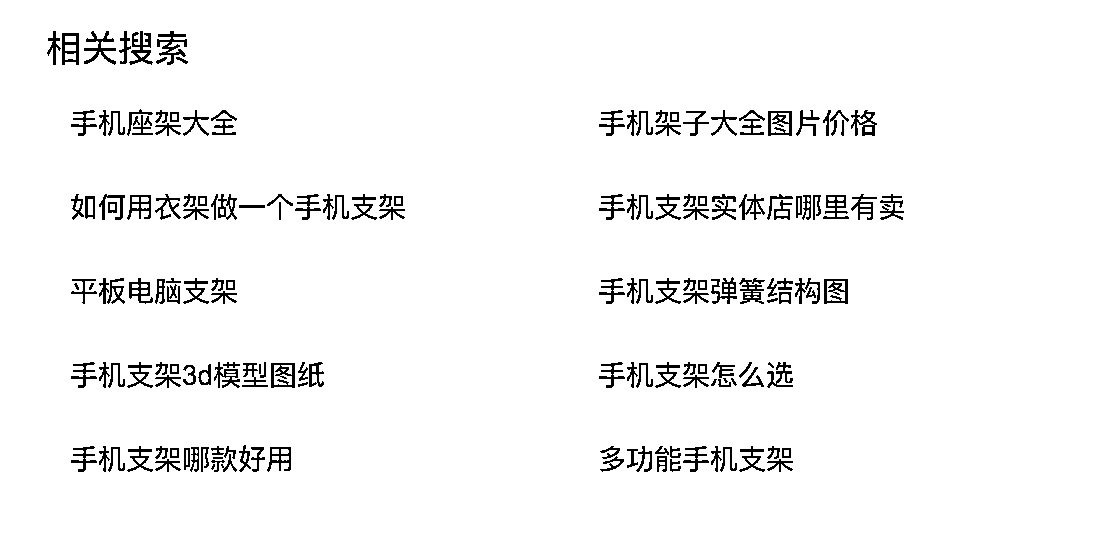 相关搜索
手机座架大全
手机架子大全图片价格
如何用衣架做一个手机支架
手机支架实体店哪里有卖
平板电脑支架
手机支架弹簧结构图
手机支架3d模型图纸
手机支架怎么选
手机支架哪款好用
多功能手机支架